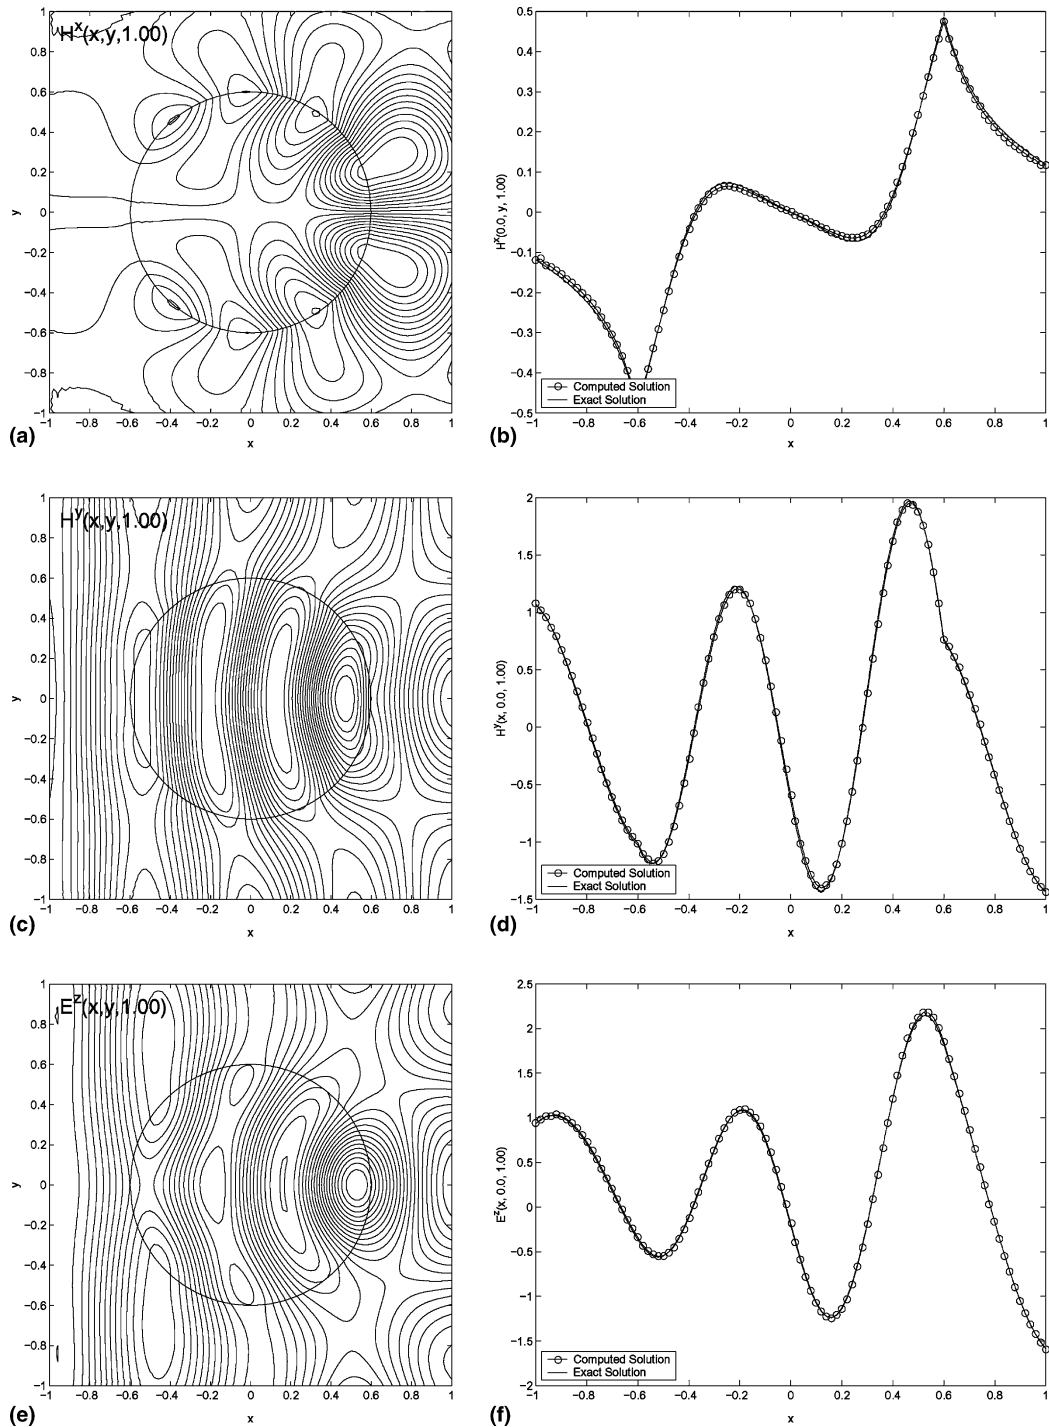 H^x(x,y,1.00)
1
0.8
0.6
0.4
0.2
0
−0.2
−0.4
−0.6
−0.8
−1
y
−1 −0.8 −0.6 −0.4 −0.2 0 0.2 0.4 0.6 0.8 1
x
(a)
0.5
0.4
0.3
0.2
0.1
0
−0.1
−0.2
−0.3
−0.4
−0.5
H^x(0.0, y, 1.00)
Computed Solution
Exact Solution
−1 −0.8 −0.6 −0.4 −0.2 0 0.2 0.4 0.6 0.8 1
x
(b)
H^y(x,y,1.00)
1
0.8
0.6
0.4
0.2
0
−0.2
−0.4
−0.6
−0.8
−1
y
−1 −0.8 −0.6 −0.4 −0.2 0 0.2 0.4 0.6 0.8 1
x
(c)
2
1.5
1
0.5
0
−0.5
−1
−1.5
H^y(x, 0.0, 1.00)
Computed Solution
Exact Solution
−1 −0.8 −0.6 −0.4 −0.2 0 0.2 0.4 0.6 0.8 1
x
(d)
E^z(x,y,1.00)
1
0.8
0.6
0.4
0.2
0
−0.2
−0.4
−0.6
−0.8
−1
y
−1 −0.8 −0.6 −0.4 −0.2 0 0.2 0.4 0.6 0.8 1
x
(e)
2.5
2
1.5
1
0.5
0
−0.5
−1
−1.5
−2
E^z(x, 0.0, 1.00)
Computed Solution
Exact Solution
−1 −0.8 −0.6 −0.4 −0.2 0 0.2 0.4 0.6 0.8 1
x
(f)